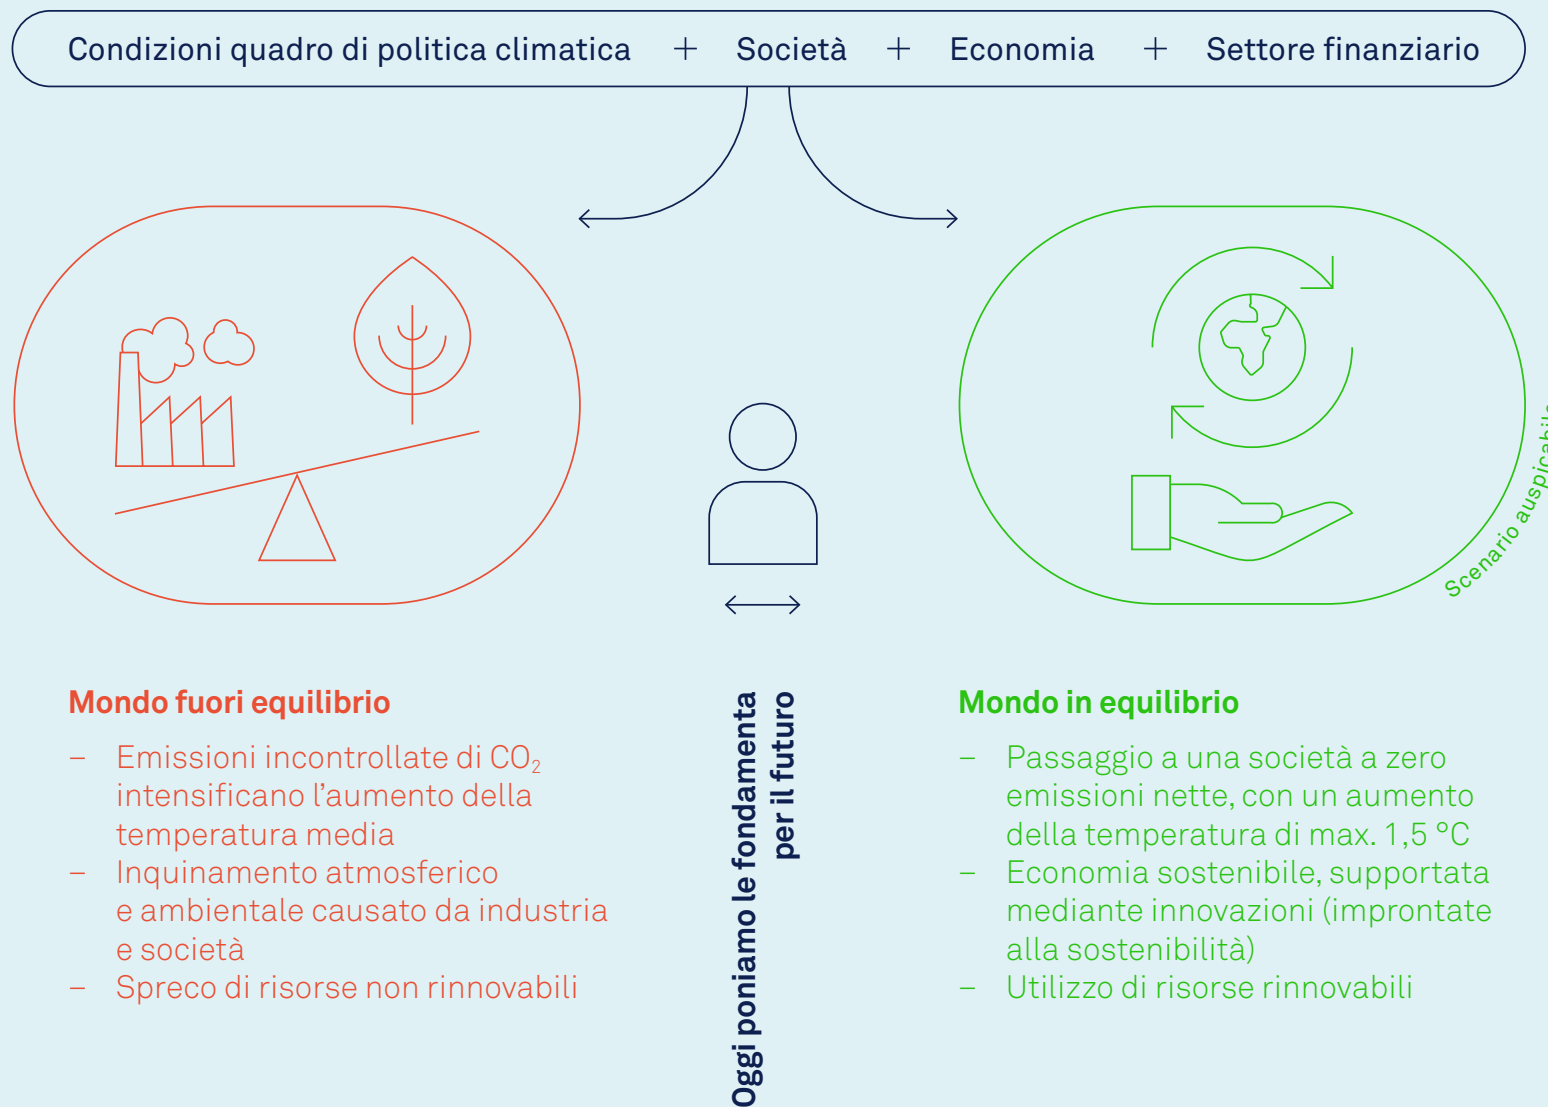 Condizioni quadro di politica climatica + Società + Economia + Settore finanziario
Scenario auspicabile
Mondo fuori equilibrio
– Emissioni incontrollate di CO₂
intensificano l’aumento della
temperatura media
– Inquinamento atmosferico
e ambientale causato da industria
e società
– Spreco di risorse non rinnovabili
Oggi poniamo le fondamenta
per il futuro
Mondo in equilibrio
– Passaggio a una società a zero
emissioni nette, con un aumento
della temperatura di max. 1,5 °C
– Economia sostenibile, supportata
mediante innovazioni (improntate
alla sostenibilità)
– Utilizzo di risorse rinnovabili